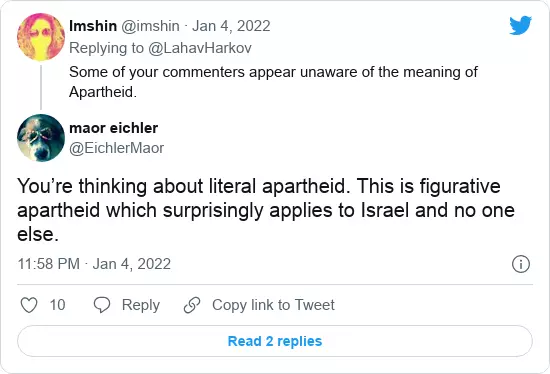 Imshin @imshin · Jan 4, 2022
Replying to @LahavHarkov
Some of your commenters appear unaware of the meaning of
Apartheid.
maor eichler
@EichlerMaor
You’re thinking about literal apartheid. This is figurative
apartheid which surprisingly applies to Israel and no one
else.
11:58 PM · Jan 4, 2022
10 Reply Copy link to Tweet
Read 2 replies